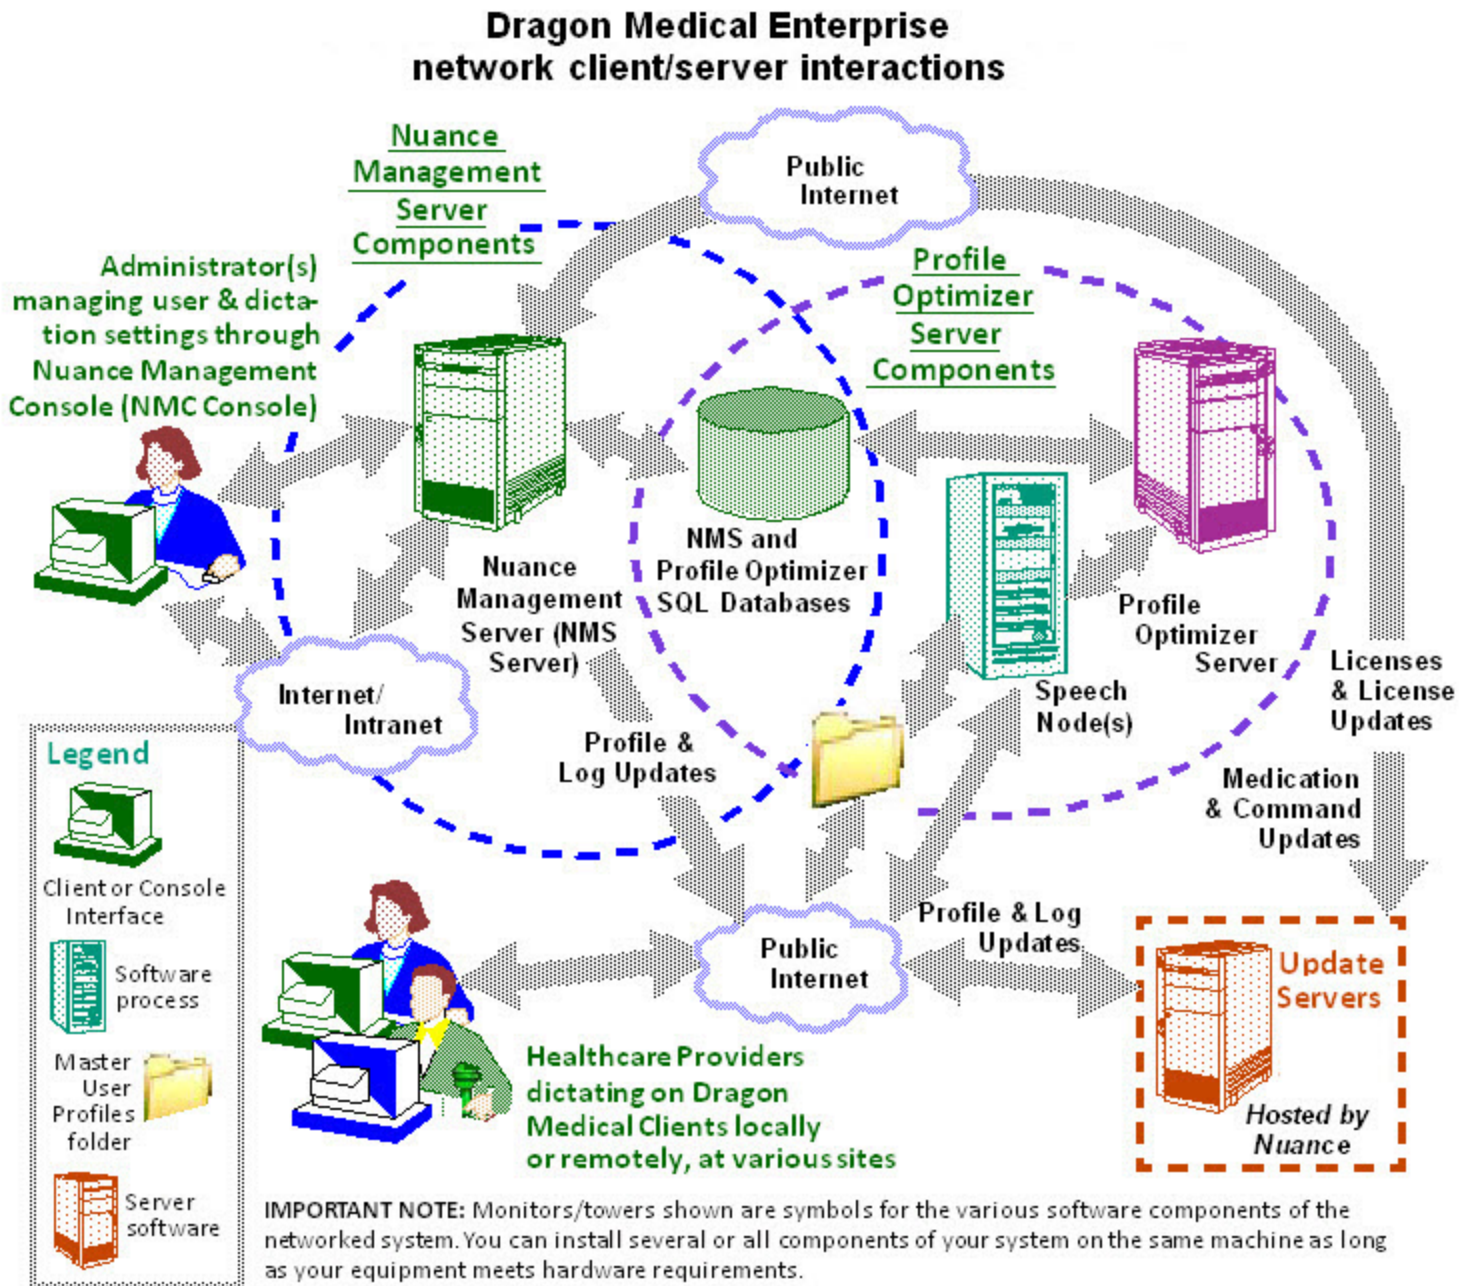 Dragon Medical Enterprise
network client/server interactions
Nuance
Management
Server
Components
Public
Internet
Administrator(s)
managing user & dicta-
tion settings through
Nuance Management
Console (NMC Console)
Profile
Optimizer
Server
Components
NMS and
Profile Optimizer
SQL Databases
Nuance
Management
Server (NMS
Server)
Profile
Optimizer
Server
Speech
Node(s)
Licenses
& License
Updates
Internet/
Intranet
Profile &
Log Updates
Medication
& Command
Updates
Legend
Client or Console
Interface
Software
process
Master
User
Profiles
folder
Server
software
Public
Internet
Profile & Log
Updates
Update
Servers
Hosted by
Nuance
Healthcare Providers
dictating on Dragon
Medical Clients locally
or remotely, at various sites
IMPORTANT NOTE: Monitors/towers shown are symbols for the various software components of the
networked system. You can install several or all components of your system on the same machine as long
as your equipment meets hardware requirements.